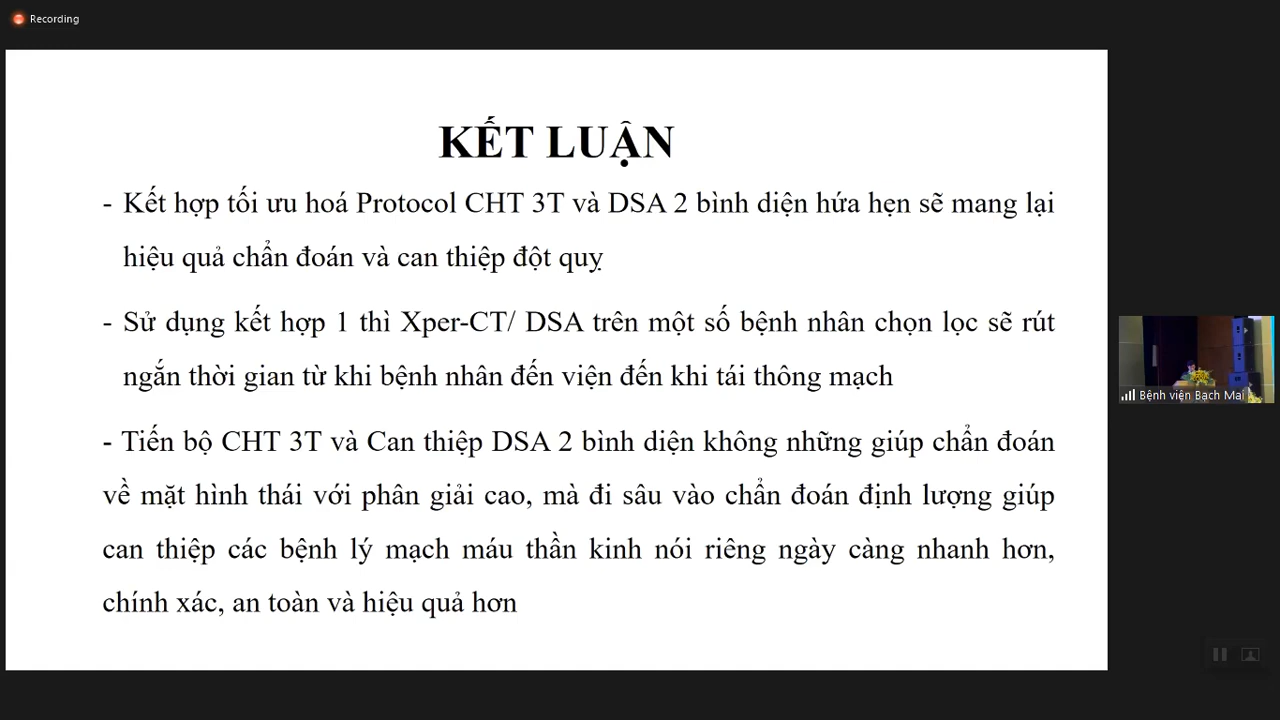 Recording
KẾT LUẬN
- Kết hợp tối ưu hoá Protocol CHT 3T và DSA 2 bình diện hứa hẹn sẽ mang lại
hiệu quả chẩn đoán và can thiệp đột quỵ
- Sử dụng kết hợp 1 thì Xper-CT/ DSA trên một số bệnh nhân chọn lọc sẽ rút
ngắn thời gian từ khi bệnh nhân đến viện đến khi tái thông mạch
- Tiến bộ CHT 3T và Can thiệp DSA 2 bình diện không những giúp chẩn đoán
về mặt hình thái với phân giải cao, mà đi sâu vào chẩn đoán định lượng giúp
can thiệp các bệnh lý mạch máu thần kinh nói riêng ngày càng nhanh hơn,
chính xác, an toàn và hiệu quả hơn
Bệnh viện Bạch Mai